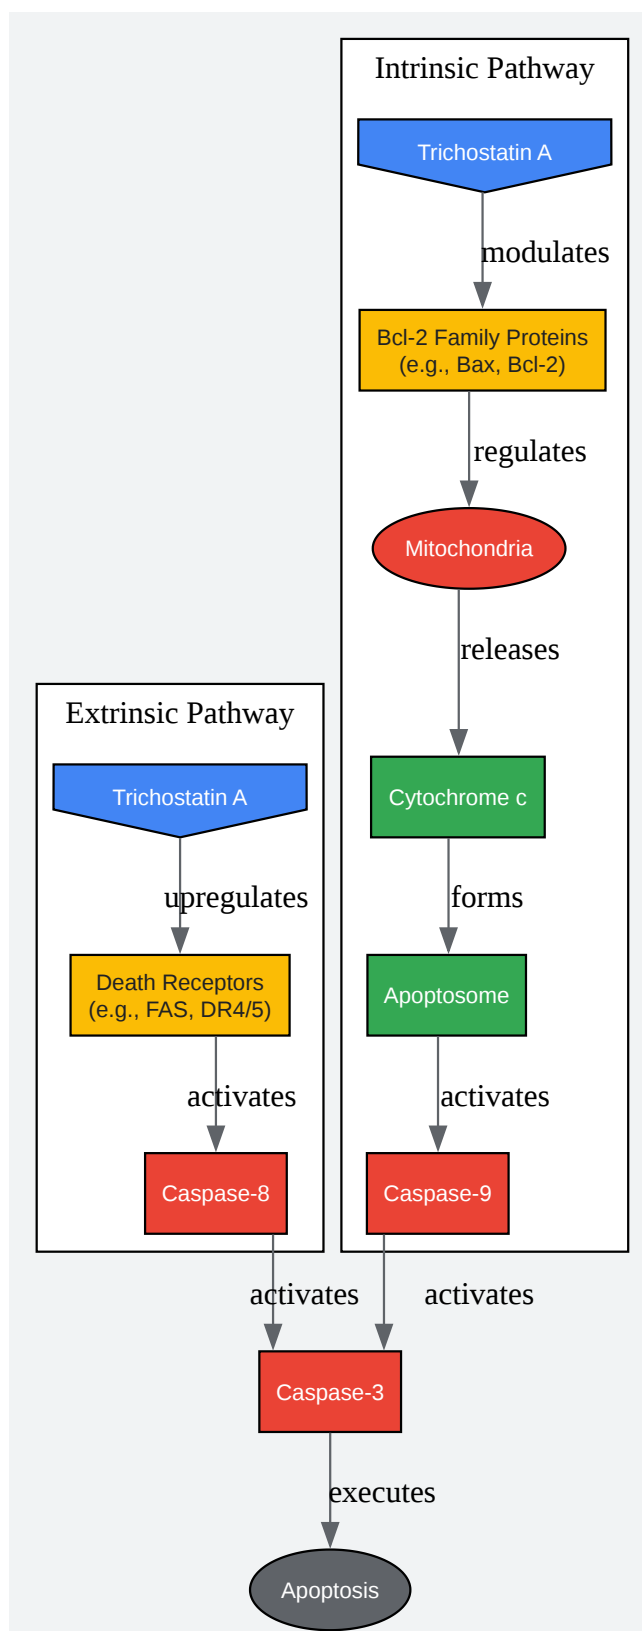 Intrinsic Pathway
Trichostatin A
modulates
Bcl-2 Family Proteins
(e.g., Bax, Bcl-2)
regulates
Mitochondria
releases
Cytochrome c
forms
Apoptosome
activates
Caspase-9
activates
Extrinsic Pathway
Trichostatin A
upregulates
Death Receptors
(e.g., FAS, DR4/5)
activates
Caspase-8
activates
Caspase-3
executes
Apoptosis